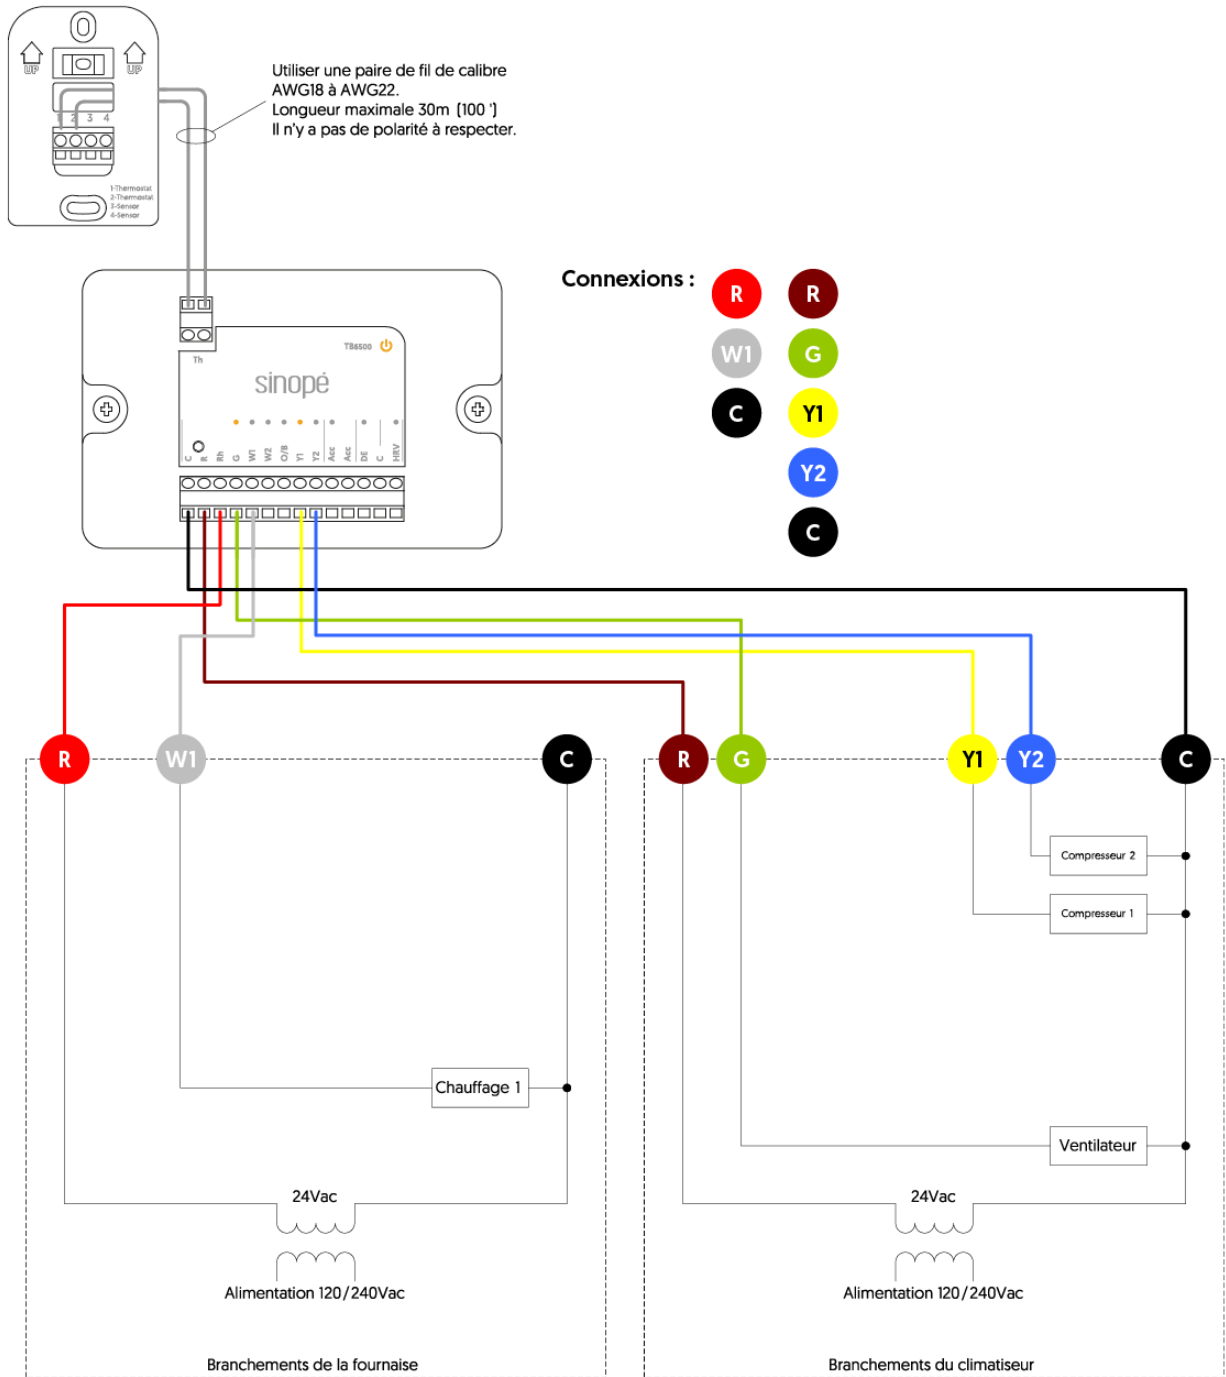 UP
UP
1 2 3 4
1-Thermostat
2-Thermostat
3-Sensor
4-Sensor
Utiliser une paire de fil de calibre
AWG18 à AWG22.
Longueur maximale 30m (100 ')
Il n'y a pas de polarité à respecter.
Th
TB6500
sinopé
C R Rh G W1 W2 O/B Y1 Y2 Acc Acc DE C HRV
Connexions :
R R
W1 G
C Y1
Y2
C
R W1 C R G Y1 Y2 C
Compresseur 2
Compresseur 1
Chauffage 1
Ventilateur
24Vac
24Vac
Alimentation 120/240Vac
Alimentation 120/240Vac
Branchements de la fournaise
Branchements du climatiseur